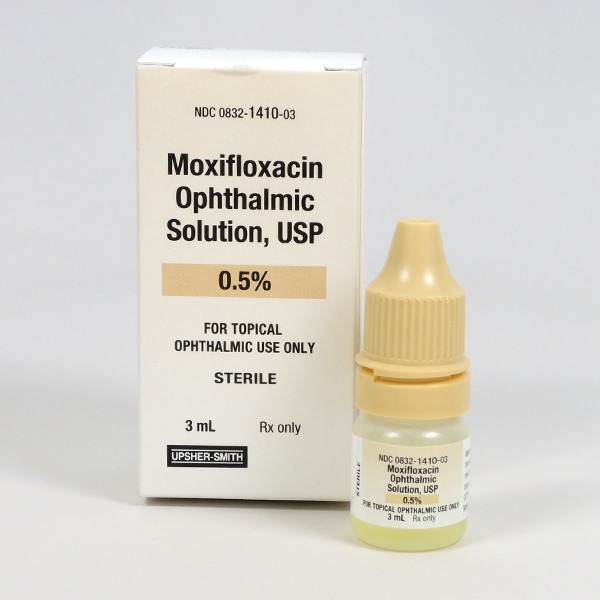 NDC 0832-1410-03
Moxifloxacin
Ophthalmic
Solution, USP
0.5%
FOR TOPICAL
OPHTHALMIC USE ONLY
STERILE
3 mL Rx only
UPSHER-SMITH
STERILE
NDC 0832-1410-03
Moxifloxacin
Ophthalmic
Solution, USP
0.5%
FOR TOPICAL OPHTHALMIC USE ONLY
3 mL Rx only